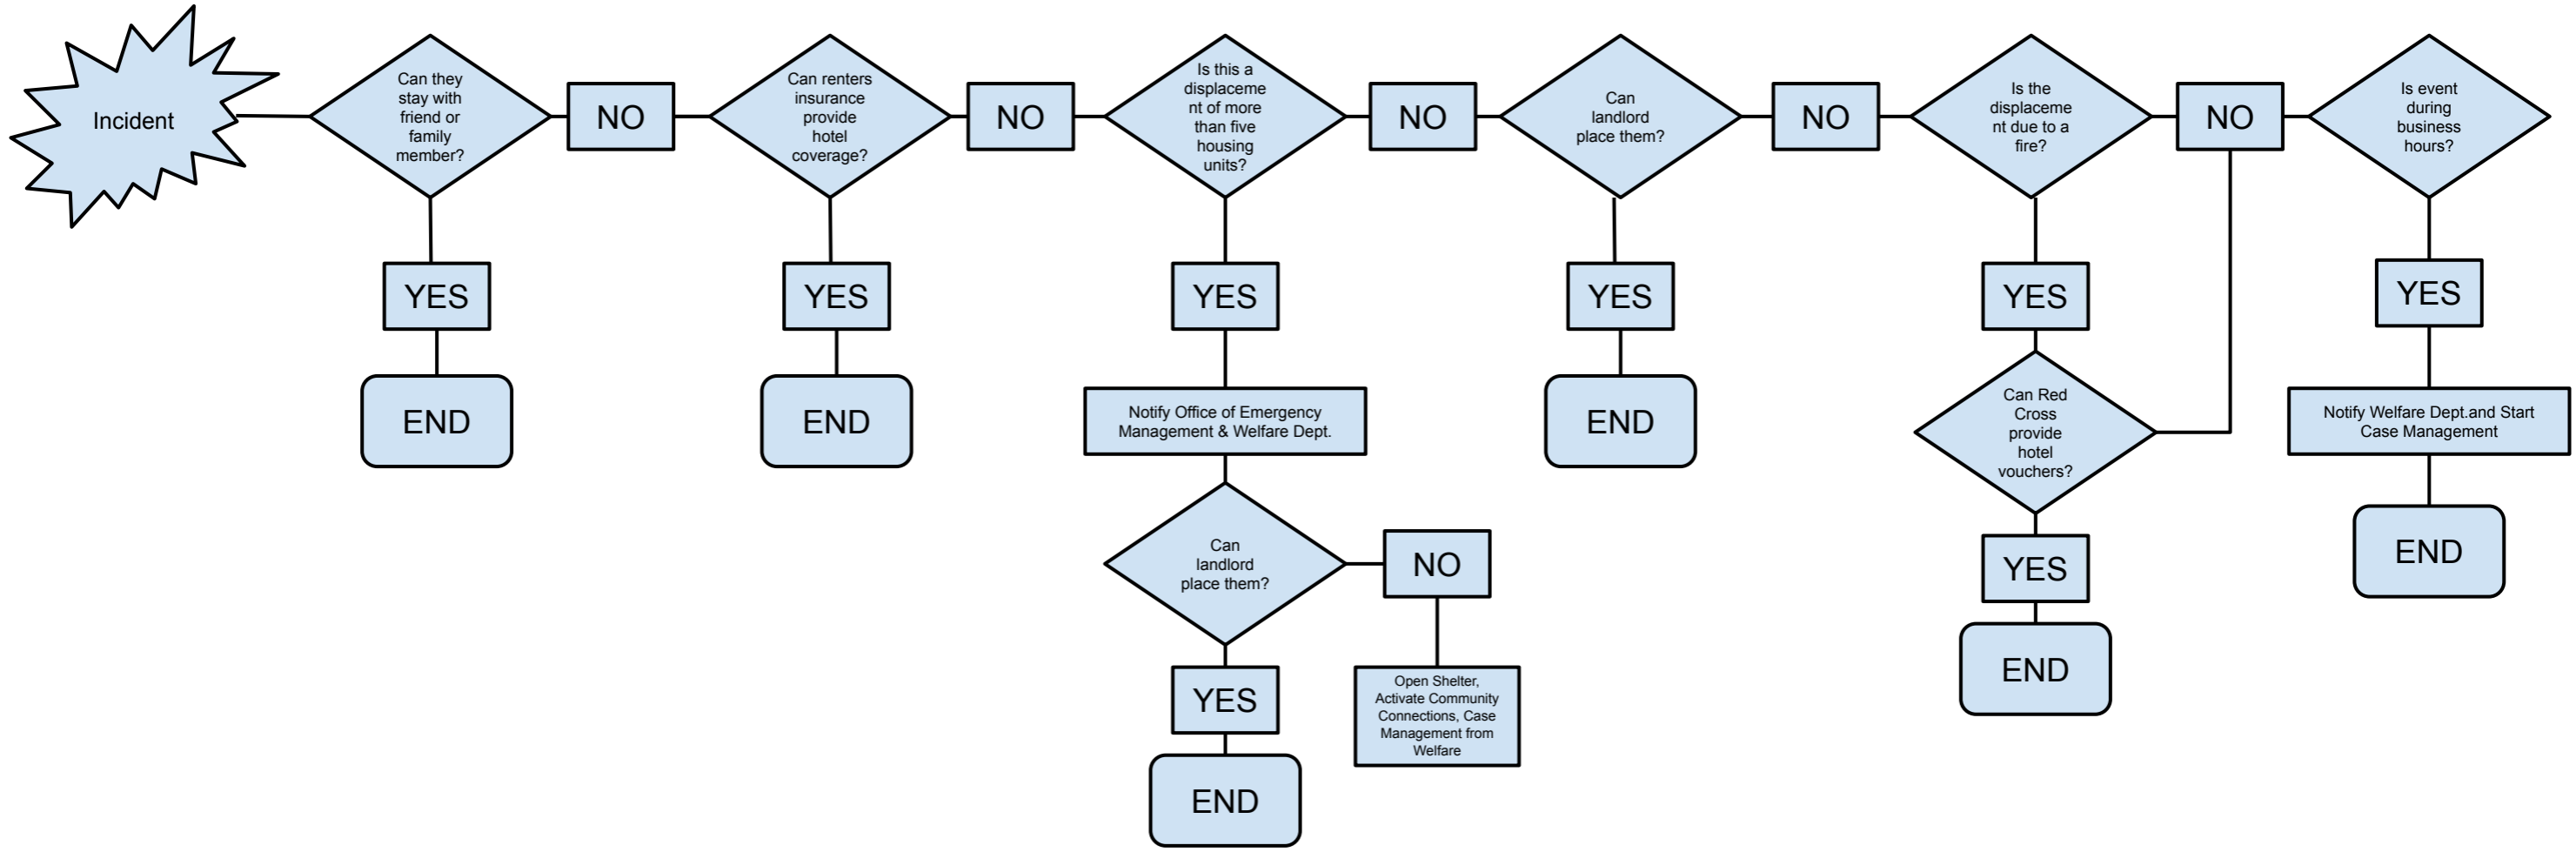 Incident
Can they
stay with
friend or
family
member?
NO
Can renters
insurance
provide
hotel
coverage?
NO
Is this a
displaceme
nt of more
than five
housing
units?
NO
Can
landlord
place them?
NO
Is the
displaceme
nt due to a
fire?
NO
Is event
during
business
hours?
YES
YES
YES
YES
YES
YES
END
END
Notify Office of Emergency
Management & Welfare Dept.
END
Can Red
Cross
provide
hotel
vouchers?
Notify Welfare Dept.and Start
Case Management
Can
landlord
place them?
NO
YES
END
YES
Open Shelter,
Activate Community
Connections, Case
Management from
Welfare
END
END